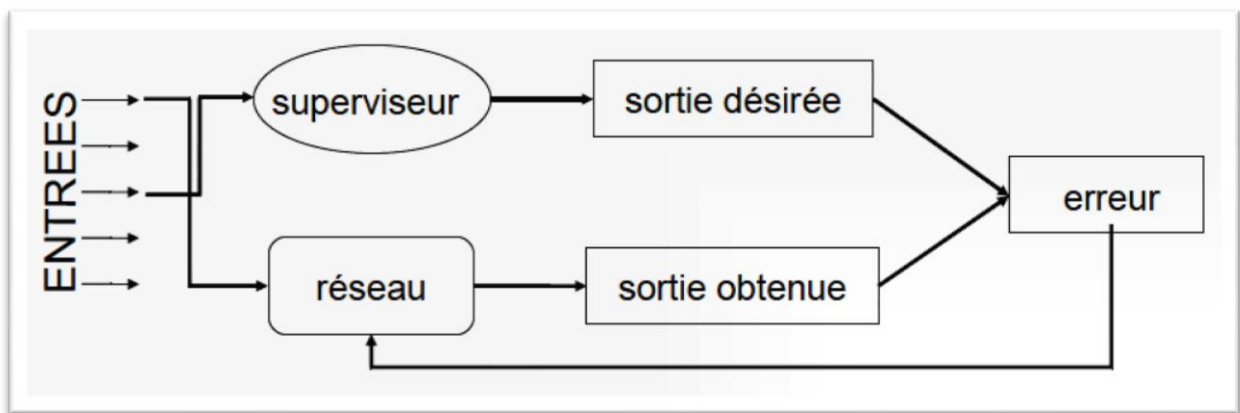 ENTREES
superviseur
sortie désirée
erreur
réseau
sortie obtenue